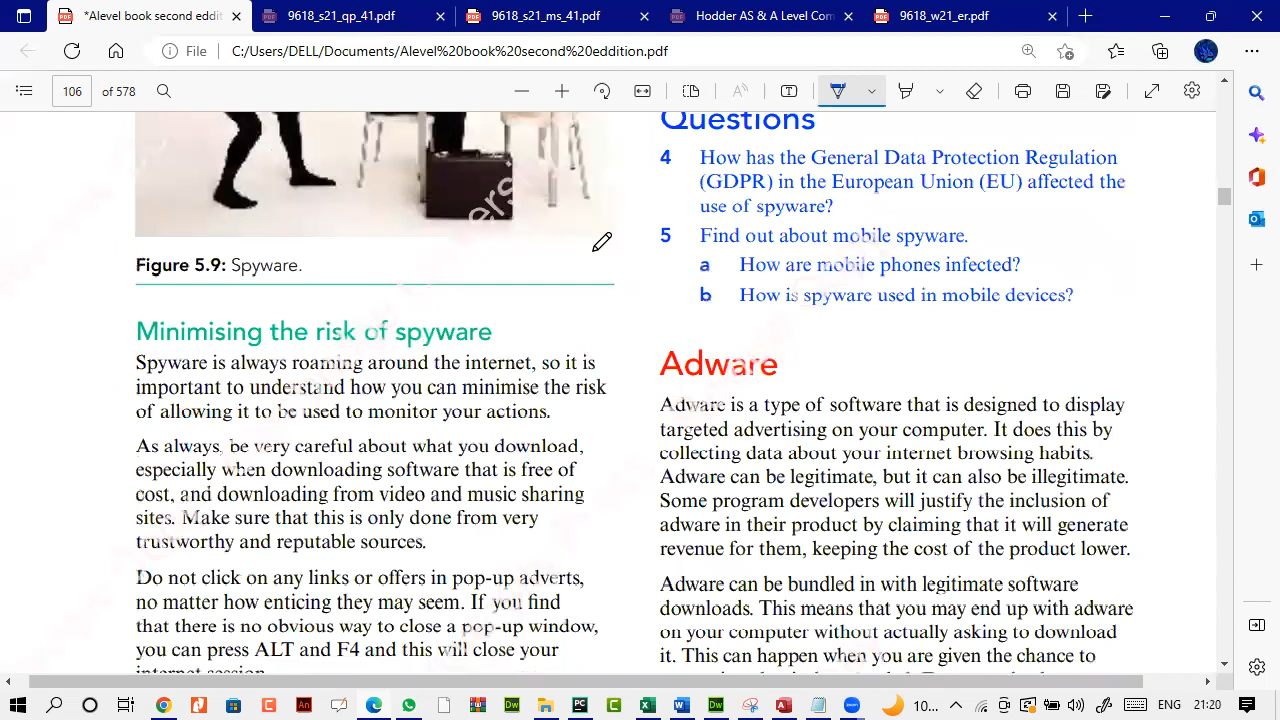 *Alevel book second eddit
9618_s21_qp_41.pdf
9618_s21_ms_41.pdf
Hodder AS & A Level Com
9618_w21_er.pdf
File
C:/Users/DELL/Documents/Alevel%20book%20second%20eddition.pdf
106
of 578
Figure 5.9: Spyware.
Minimising the risk of spyware
Spyware is always roaming around the internet, so it is
important to understand how you can minimise the risk
of allowing it to be used to monitor your actions.
As always, be very careful about what you download,
especially when downloading software that is free of
cost, and downloading from video and music sharing
sites. Make sure that this is only done from very
trustworthy and reputable sources.
Do not click on any links or offers in pop-up adverts,
no matter how enticing they may seem. If you find
that there is no obvious way to close a pop-up window,
you can press ALT and F4 and this will close your
internet session.
Questions
4 How has the General Data Protection Regulation
(GDPR) in the European Union (EU) affected the
use of spyware?
5 Find out about mobile spyware.
a How are mobile phones infected?
b How is spyware used in mobile devices?
Adware
Adware is a type of software that is designed to display
targeted advertising on your computer. It does this by
collecting data about your internet browsing habits.
Adware can be legitimate, but it can also be illegitimate.
Some program developers will justify the inclusion of
adware in their product by claiming that it will generate
revenue for them, keeping the cost of the product lower.
Adware can be bundled in with legitimate software
downloads. This means that you may end up with adware
on your computer without actually asking to download
it. This can happen when you are given the chance to
10...
ENG
21:20